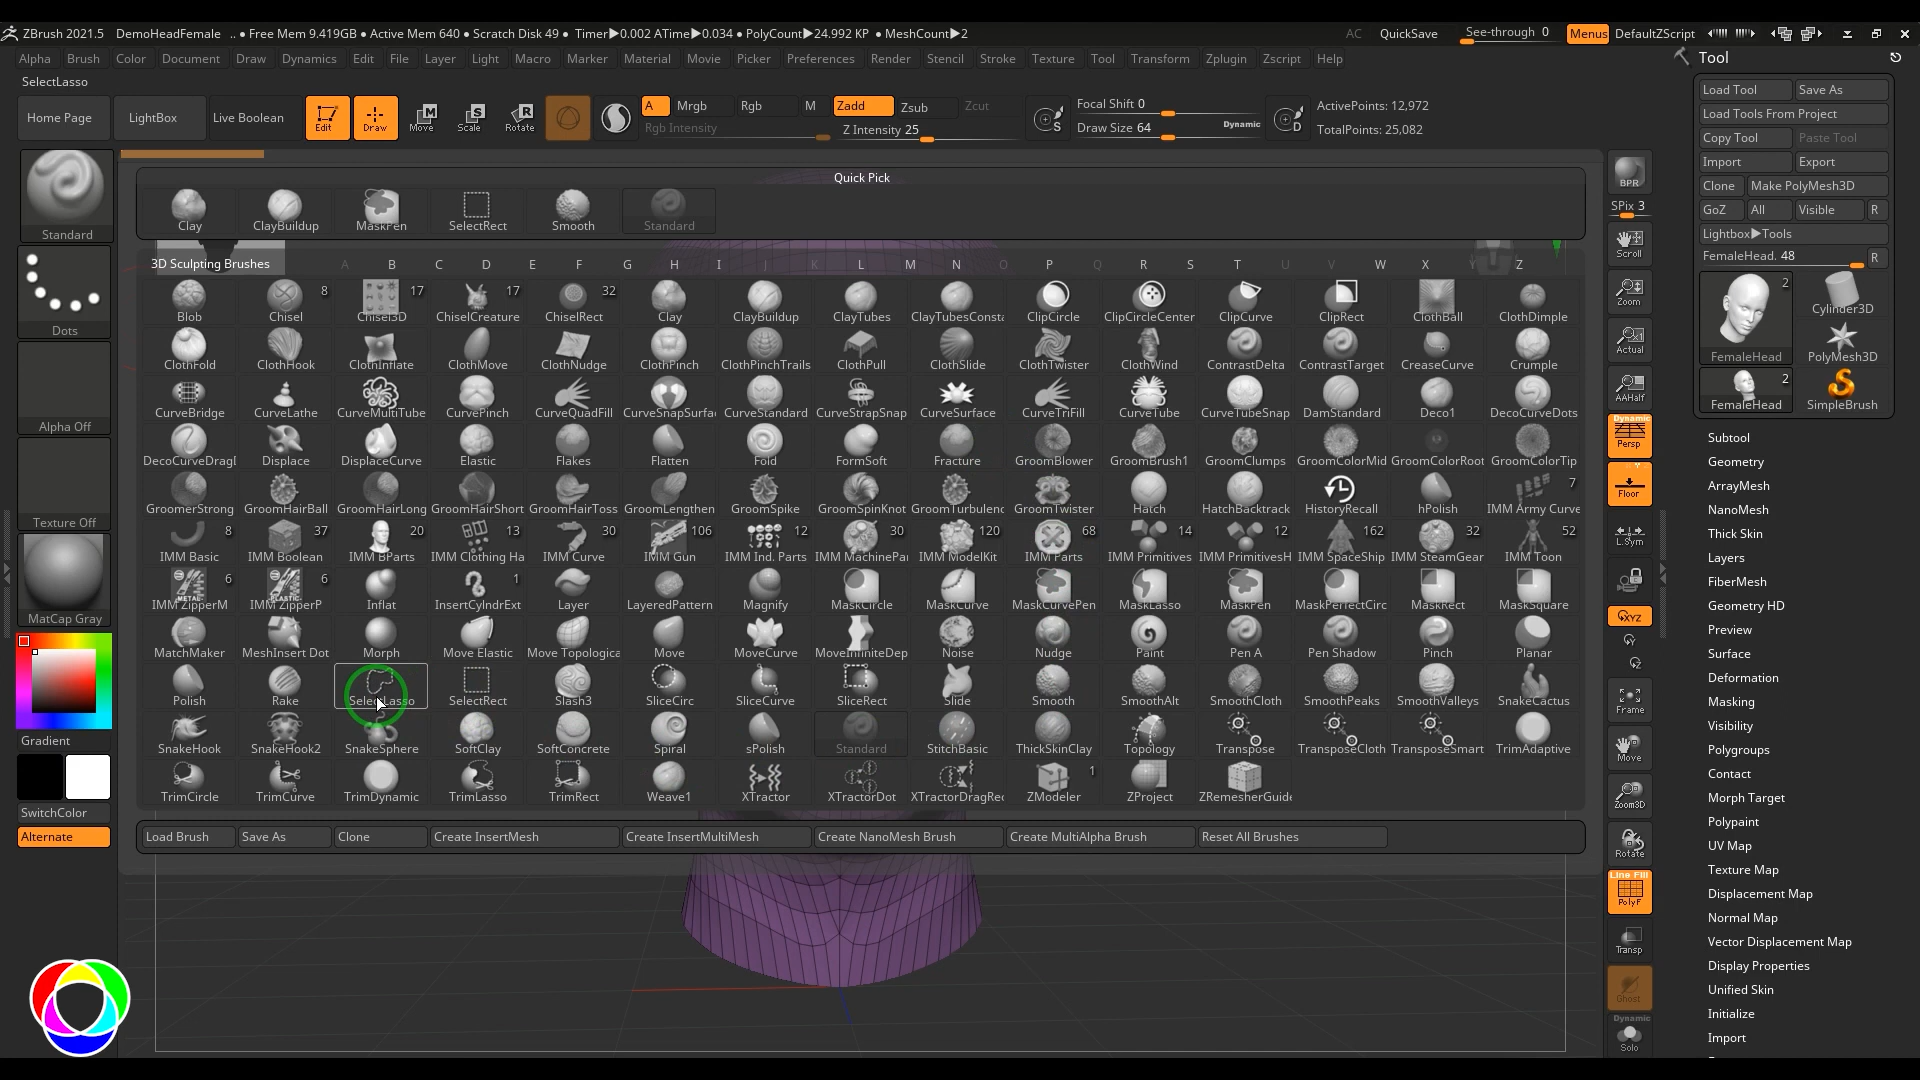 ZBrush 2021.5 DemoHeadFemale .. • Free Mem 9.419GB • Active Mem 640 • Scratch Disk 49 • Timer▶0.002 ATime▶0.034 • PolyCount▶24.992 KP • MeshCount▶2 AC QuickSave See-through 0 Menus DefaultZScript
Alpha Brush Color Document Draw Dynamics Edit File Layer Light Macro Marker Material Movie Picker Preferences Render Stencil Stroke Texture Tool Transform Zplugin Zscript Help
SelectLasso
Home Page LightBox Live Boolean Edit Draw Move Scale Rotate A Mrgb Rgb M Zadd Zsub Zcut
Rgb Intensity Z Intensity 25
S Focal Shift 0
Draw Size 64 Dynamic D
ActivePoints: 12,972
TotalPoints: 25,082
Standard
Dots
Alpha Off
Texture Off
MatCap Gray
Gradient
SwitchColor
Alternate
Quick Pick
Clay ClayBuildup MaskPen SelectRect Smooth Standard
3D Sculpting Brushes A B C D E F G H I J K L M N O P Q R S T U V W X Y Z
8 17 17 32
Blob Chisel Chisel3D ChiselCreature ChiselRect Clay ClayBuildup ClayTubes ClayTubesConsta ClipCircle ClipCircleCenter ClipCurve ClipRect ClothBall ClothDimple
ClothFold ClothHook ClothInflate ClothMove ClothNudge ClothPinch ClothPinchTrails ClothPull ClothSlide ClothTwister ClothWind ContrastDelta ContrastTarget CreaseCurve Crumple
CurveBridge CurveLathe CurveMultiTube CurvePinch CurveQuadFill CurveSnapSurfac CurveStandard CurveStrapSnap CurveSurface CurveTriFill CurveTube CurveTubeSnap DamStandard Deco1 DecoCurveDots
DecoCurveDragl Displace DisplaceCurve Elastic Flakes Flatten Fold FormSoft Fracture GroomBlower GroomBrush1 GroomClumps GroomColorMid GroomColorRoot GroomColorTip
7
GroomerStrong GroomHairBall GroomHairLong GroomHairShort GroomHairToss GroomLengthen GroomSpike GroomSpinKnot GroomTurbulenc GroomTwister Hatch HatchBacktrack HistoryRecall hPolish IMM Army Curve
8 37 20 13 30 106 12 30 120 68 14 12 162 32 52
IMM Basic IMM Boolean IMM BParts IMM Clothing Ha IMM Curve IMM Gun IMM Ind. Parts IMM MachinePar IMM ModelKit IMM Parts IMM Primitives IMM PrimitivesH IMM SpaceShip IMM SteamGear IMM Toon
6 6 1
IMM ZipperM IMM ZipperP Inflat InsertCylndrExt Layer LayeredPattern Magnify MaskCircle MaskCurve MaskCurvePen MaskLasso MaskPen MaskPerfectCirc MaskRect MaskSquare
MatchMaker MeshInsert Dot Morph Move Elastic Move Topologica Move MoveCurve MoveInfiniteDep Noise Nudge Paint Pen A Pen Shadow Pinch Planar
Polish Rake SelectLasso SelectRect Slash3 SliceCirc SliceCurve SliceRect Slide Smooth SmoothAlt SmoothCloth SmoothPeaks SmoothValleys SnakeCactus
SnakeHook SnakeHook2 SnakeSphere SoftClay SoftConcrete Spiral sPolish Standard StitchBasic ThickSkinClay Topology Transpose TransposeCloth TransposeSmart TrimAdaptive
1
TrimCircle TrimCurve TrimDynamic TrimLasso TrimRect Weave1 XTractor XTractorDot XTractorDragRec ZModeler ZProject ZRemesherGuide
Load Brush Save As Clone Create InsertMesh Create InsertMultiMesh Create NanoMesh Brush Create MultiAlpha Brush Reset All Brushes
BPR
SPix 3
Scroll
Zoom
Actual
AAHalf
Dynamic
Persp
Floor
L.Sym
XYZ
Y
Z
Frame
Move
Zoom3D
Rotate
Line Fill
PolyF
Transp
Ghost
Dynamic
Solo
Tool
Load Tool Save As
Load Tools From Project
Copy Tool Paste Tool
Import Export
Clone Make PolyMesh3D
GoZ All Visible R
Lightbox▶Tools
FemaleHead. 48 R
2
Cylinder3D
FemaleHead PolyMesh3D
2
FemaleHead SimpleBrush
Subtool
Geometry
ArrayMesh
NanoMesh
Thick Skin
Layers
FiberMesh
Geometry HD
Preview
Surface
Deformation
Masking
Visibility
Polygroups
Contact
Morph Target
Polypaint
UV Map
Texture Map
Displacement Map
Normal Map
Vector Displacement Map
Display Properties
Unified Skin
Initialize
Import